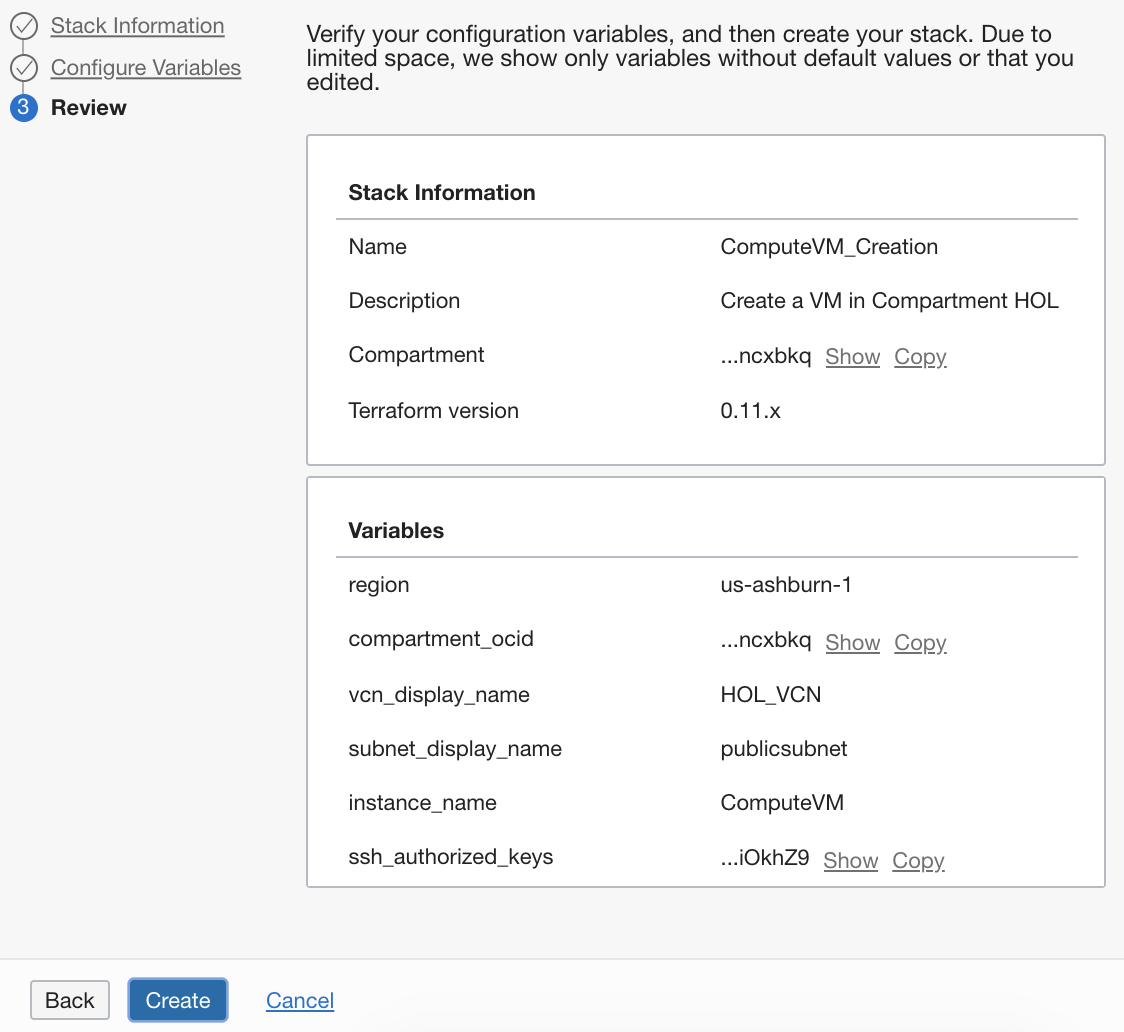 Stack Information
Configure Variables
3 Review
Verify your configuration variables, and then create your stack. Due to
limited space, we show only variables without default values or that you
edited.
Stack Information
Name ComputeVM_Creation
Description Create a VM in Compartment HOL
Compartment ...ncxbkq Show Copy
Terraform version 0.11.x
Variables
region us-ashburn-1
compartment_ocid ...ncxbkq Show Copy
vcn_display_name HOL_VCN
subnet_display_name publicsubnet
instance_name ComputeVM
ssh_authorized_keys ...iOkhZ9 Show Copy
Back Create Cancel